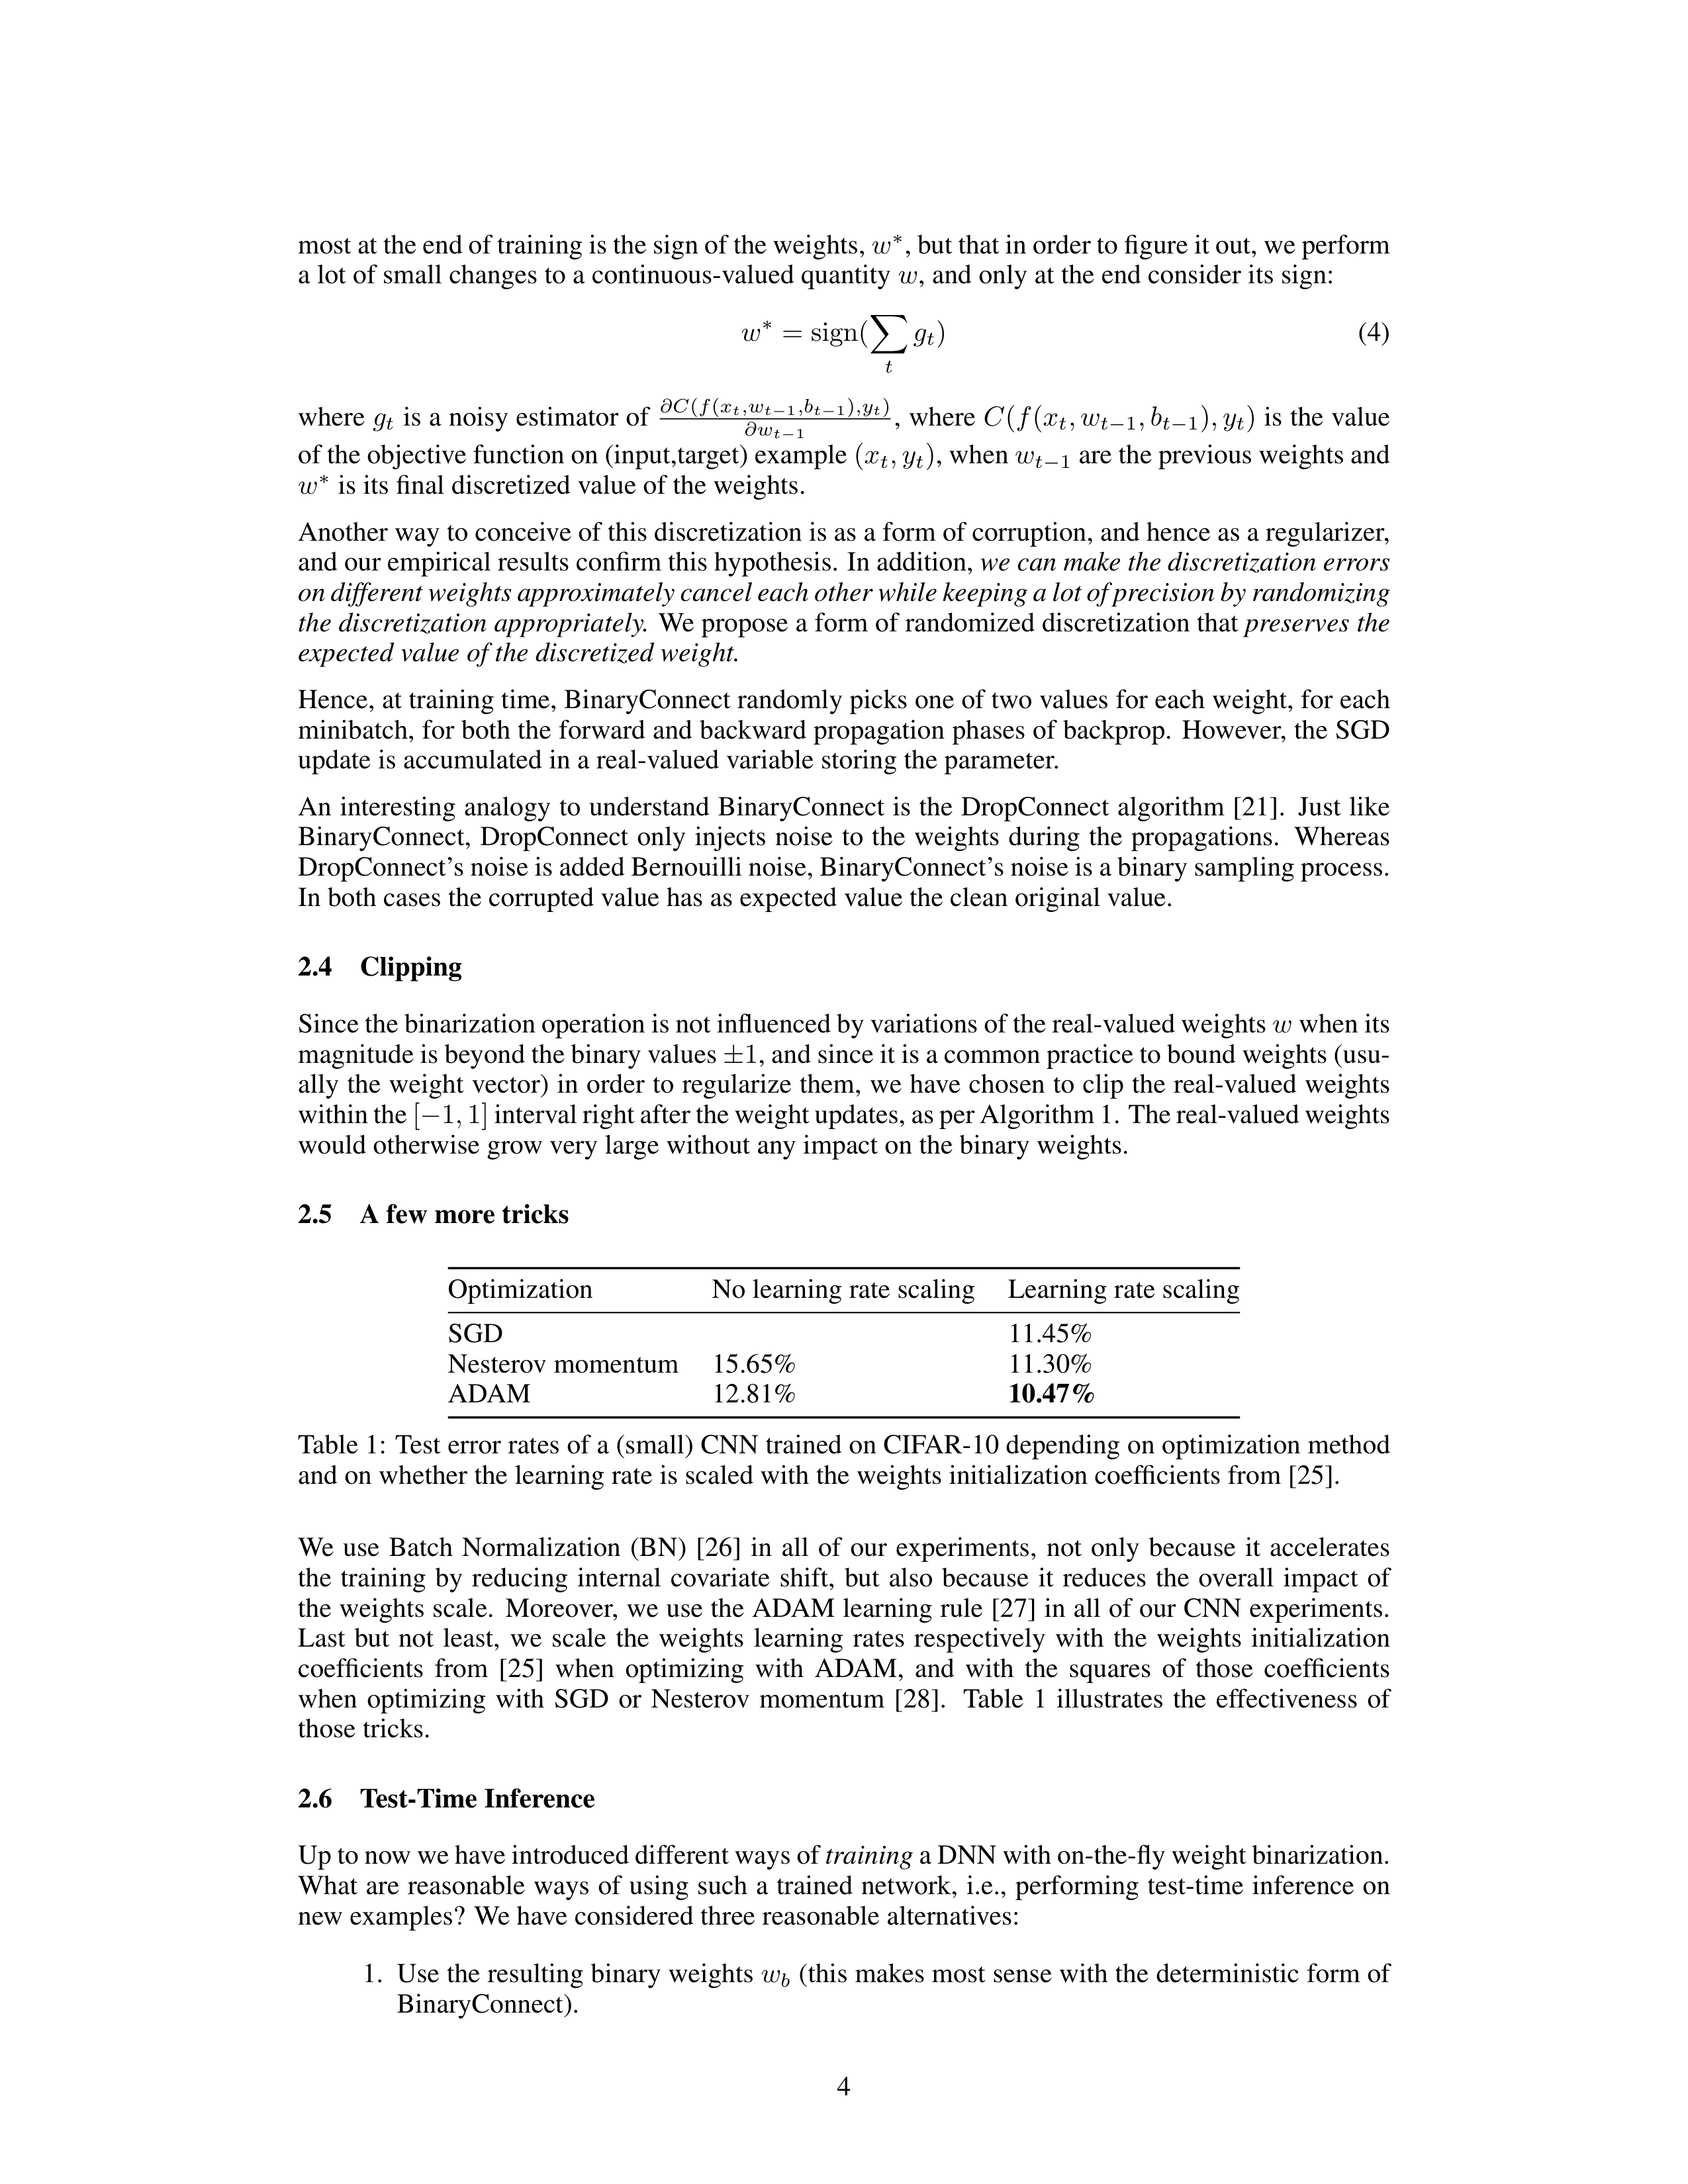 most at the end of training is the sign of the weights, w*, but that in order to figure it out, we perform
a lot of small changes to a continuous-valued quantity w, and only at the end consider its sign:
w* = sign(∑_t g_t) (4)
where g_t is a noisy estimator of ∂C(f(x_t,w_{t−1},b_{t−1}),y_t)/∂w_{t−1}, where C(f(x_t, w_{t−1}, b_{t−1}), y_t) is the value
of the objective function on (input,target) example (x_t, y_t), when w_{t−1} are the previous weights and
w* is its final discretized value of the weights.
Another way to conceive of this discretization is as a form of corruption, and hence as a regularizer,
and our empirical results confirm this hypothesis. In addition, we can make the discretization errors
on different weights approximately cancel each other while keeping a lot of precision by randomizing
the discretization appropriately. We propose a form of randomized discretization that preserves the
expected value of the discretized weight.
Hence, at training time, BinaryConnect randomly picks one of two values for each weight, for each
minibatch, for both the forward and backward propagation phases of backprop. However, the SGD
update is accumulated in a real-valued variable storing the parameter.
An interesting analogy to understand BinaryConnect is the DropConnect algorithm [21]. Just like
BinaryConnect, DropConnect only injects noise to the weights during the propagations. Whereas
DropConnect's noise is added Bernouilli noise, BinaryConnect's noise is a binary sampling process.
In both cases the corrupted value has as expected value the clean original value.
2.4 Clipping
Since the binarization operation is not influenced by variations of the real-valued weights w when its
magnitude is beyond the binary values ±1, and since it is a common practice to bound weights (usu-
ally the weight vector) in order to regularize them, we have chosen to clip the real-valued weights
within the [−1, 1] interval right after the weight updates, as per Algorithm 1. The real-valued weights
would otherwise grow very large without any impact on the binary weights.
2.5 A few more tricks
Optimization No learning rate scaling Learning rate scaling
SGD 11.45%
Nesterov momentum 15.65% 11.30%
ADAM 12.81% 10.47%
Table 1: Test error rates of a (small) CNN trained on CIFAR-10 depending on optimization method
and on whether the learning rate is scaled with the weights initialization coefficients from [25].
We use Batch Normalization (BN) [26] in all of our experiments, not only because it accelerates
the training by reducing internal covariate shift, but also because it reduces the overall impact of
the weights scale. Moreover, we use the ADAM learning rule [27] in all of our CNN experiments.
Last but not least, we scale the weights learning rates respectively with the weights initialization
coefficients from [25] when optimizing with ADAM, and with the squares of those coefficients
when optimizing with SGD or Nesterov momentum [28]. Table 1 illustrates the effectiveness of
those tricks.
2.6 Test-Time Inference
Up to now we have introduced different ways of training a DNN with on-the-fly weight binarization.
What are reasonable ways of using such a trained network, i.e., performing test-time inference on
new examples? We have considered three reasonable alternatives:
1. Use the resulting binary weights w_b (this makes most sense with the deterministic form of
BinaryConnect).
4